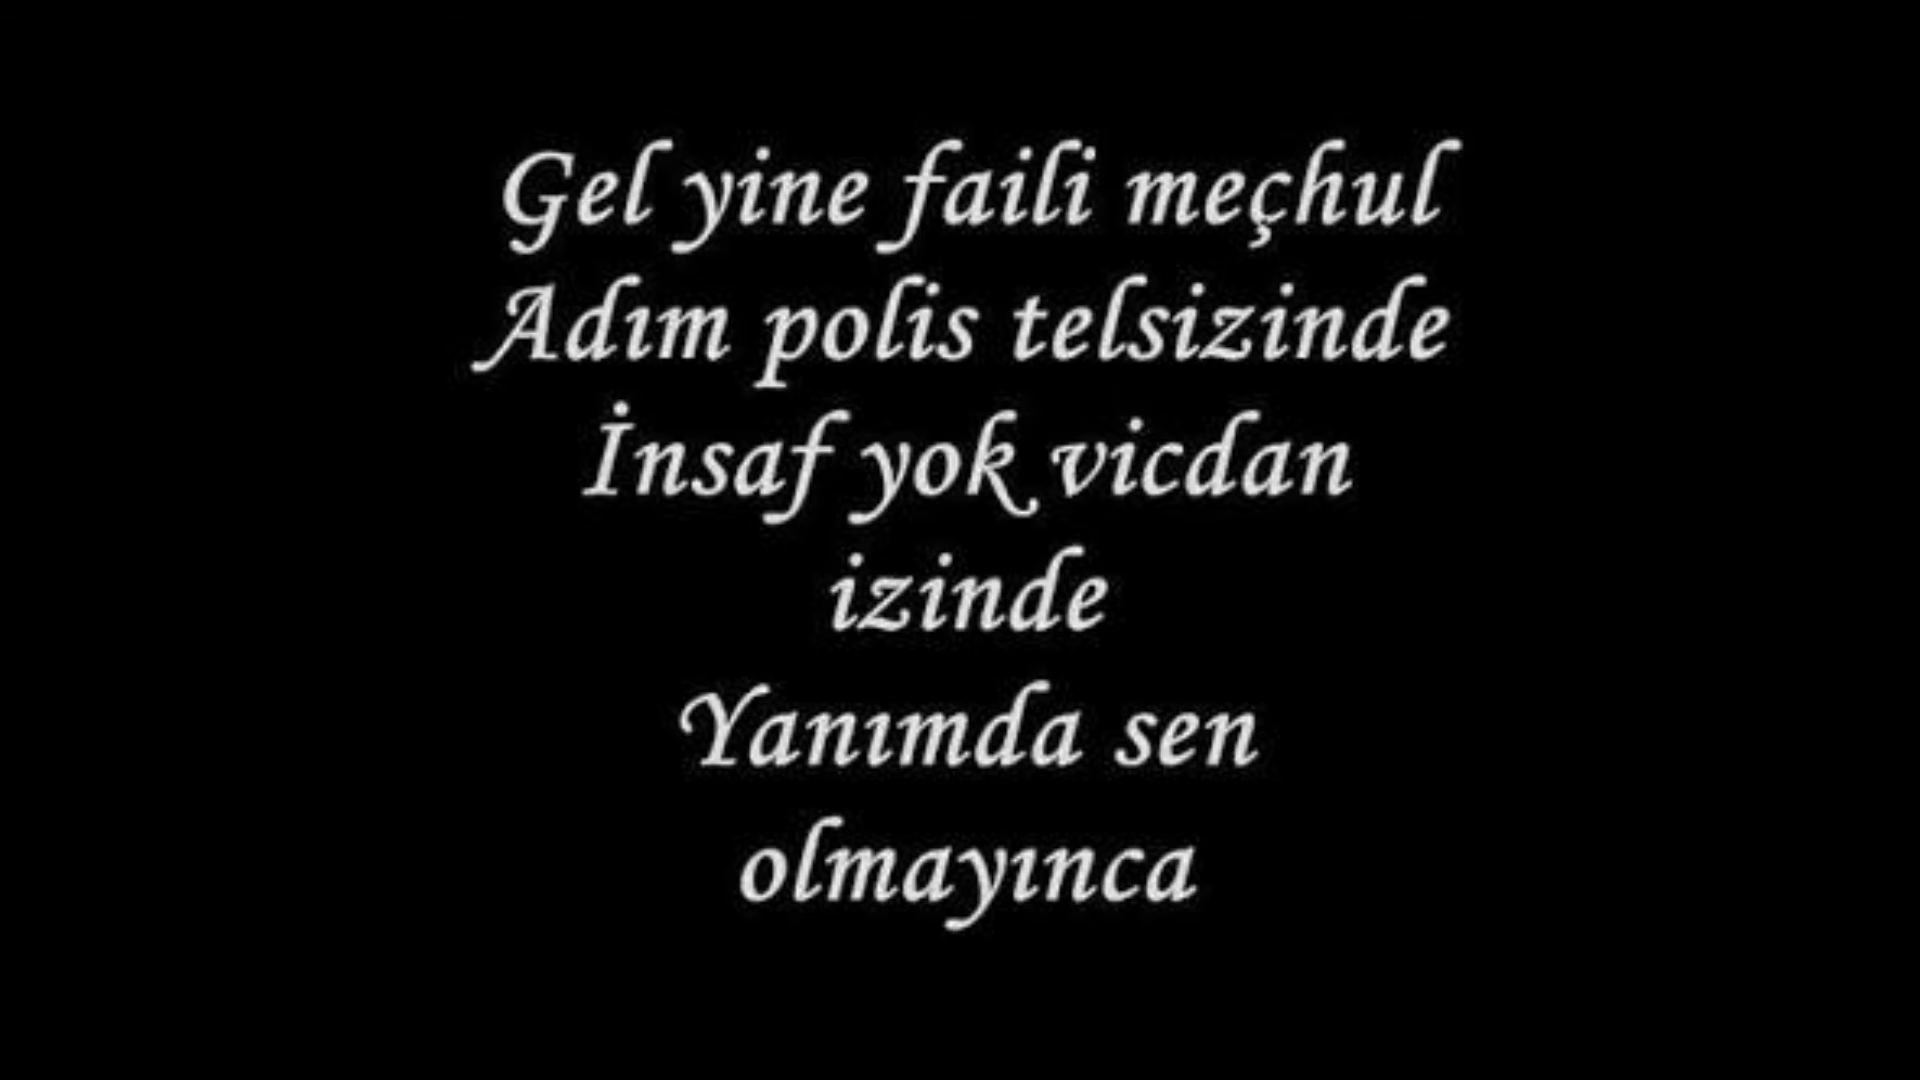 Gel yine faili meçhul
Adım polis telsizinde
İnsaf yok vicdan
izinde
Yanımda sen
olmayınca